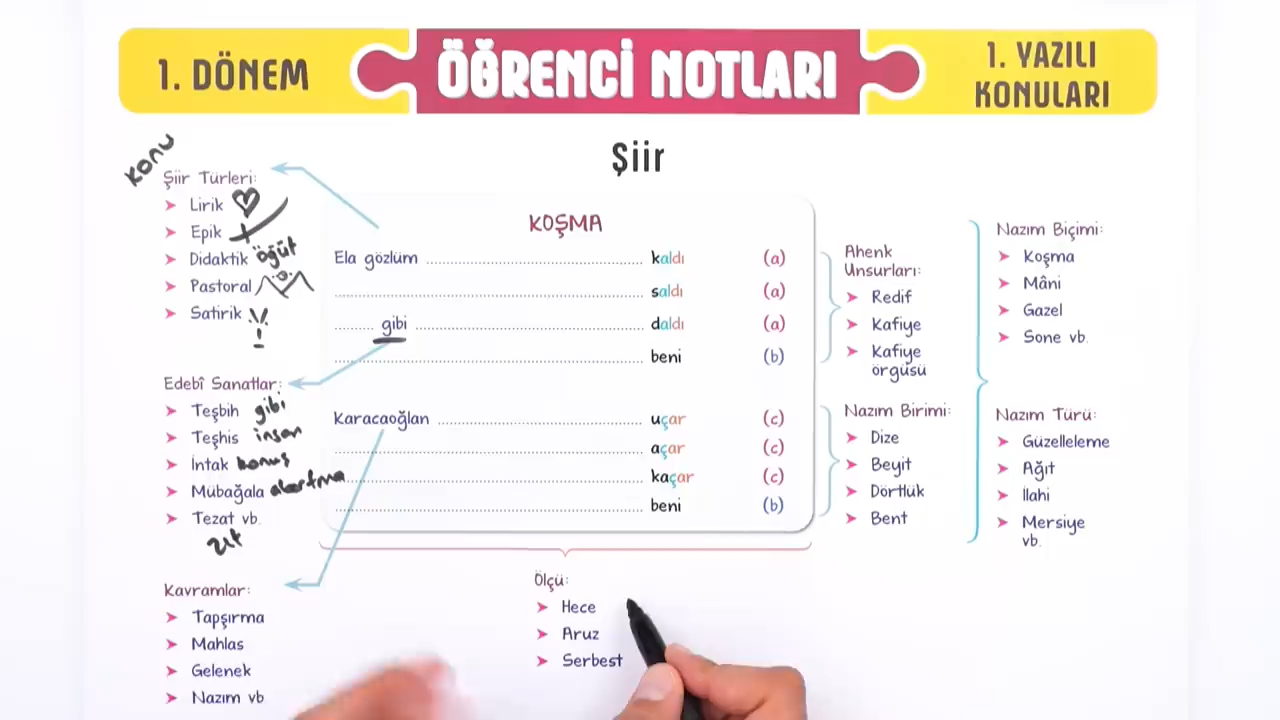 1. DÖNEM
ÖĞRENCİ NOTLARI
1. YAZILI
KONULARI
Şiir
Konu
Şiir Türleri:
Lirik
Epik
Didaktik öğüt
Pastoral
Satirik
!
Edebî Sanatlar:
Teşbih gibi
Teşhis insan
İntak konuş
Mübağala abartma
Tezat vb.
zıt
Kavramlar:
Tapşırma
Mahlas
Gelenek
Nazım vb
KOŞMA
Ela gözlüm ........ kaldı (a)
........ saldı (a)
........ gibi ........ daldı (a)
........ beni (b)
Karacaoğlan ........ uçar (c)
........ açar (c)
........ kaçar (c)
........ beni (b)
Ölçü:
Hece
Aruz
Serbest
Ahenk
Unsurları:
Redif
Kafiye
Kafiye
örgüsü
Nazım Birimi:
Dize
Beyit
Dörtlük
Bent
Nazım Biçimi:
Koşma
Mâni
Gazel
Sone vb.
Nazım Türü:
Güzelleleme
Ağıt
İlahi
Mersiye
vb.